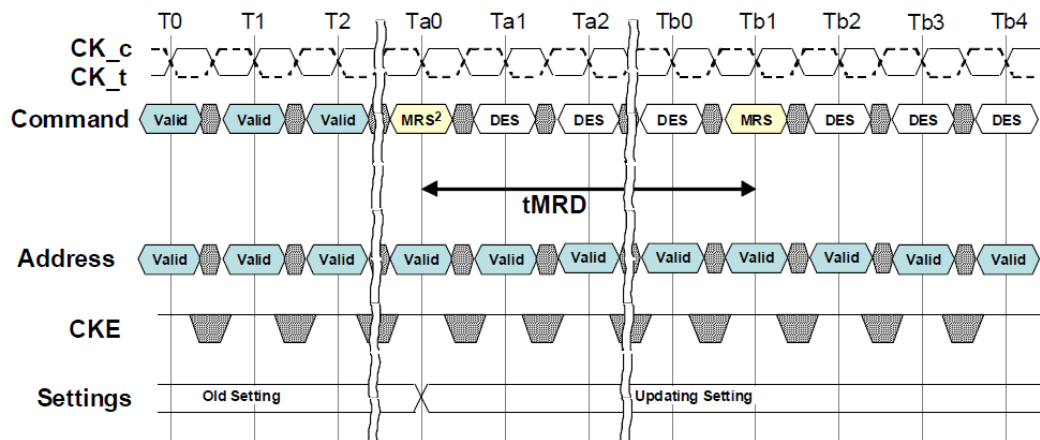 T0 T1 T2 Ta0 Ta1 Ta2 Tb0 Tb1 Tb2 Tb3 Tb4
CK_c
CK_t
Command Valid Valid Valid MRS² DES DES DES MRS DES DES DES
tMRD
Address Valid Valid Valid Valid Valid Valid Valid Valid Valid Valid Valid
CKE
Settings Old Setting Updating Setting